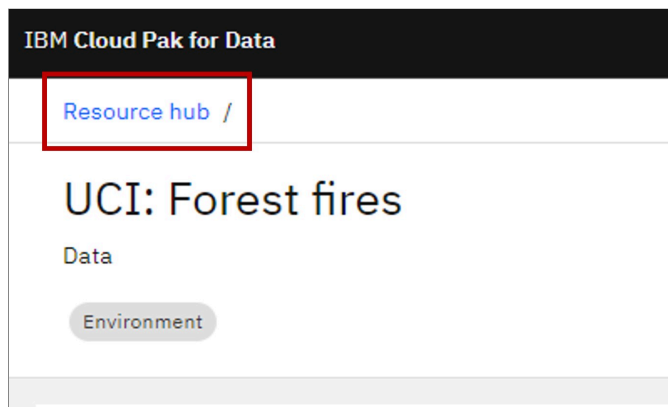 IBM Cloud Pak for Data
Resource hub /
UCI: Forest fires
Data
Environment